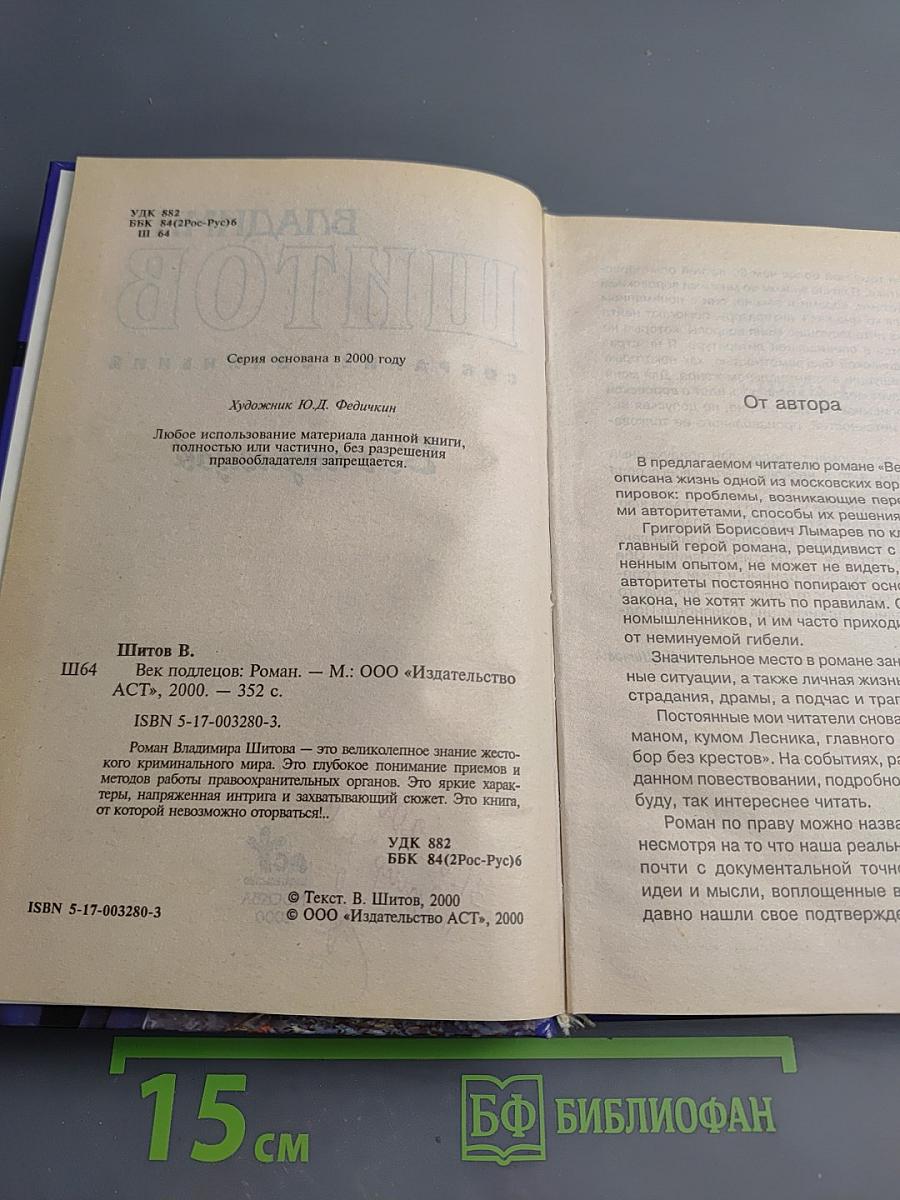 УДК 882
ББК 84(2Рос-Рус)6
Ш 64
Серия основана в 2000 году
Художник Ю.Д. Федичкин
Любое использование материала данной книги,
полностью или частично, без разрешения
правообладателя запрещается.
Шитов В.
Ш64 Век подлецов: Роман. — М.: ООО «Издательство
АСТ», 2000. — 352 с.
ISBN 5-17-003280-3.
Роман Владимира Шитова — это великолепное знание жесто-
кого криминального мира. Это глубокое понимание приемов и
методов работы правоохранительных органов. Это яркие харак-
теры, напряженная интрига и захватывающий сюжет. Это книга,
от которой невозможно оторваться!..
УДК 882
ББК 84(2Рос-Рус)6
ISBN 5-17-003280-3
© Текст. В. Шитов, 2000
© ООО «Издательство АСТ», 2000
От автора
В предлагаемом читателю романе «Ве
описана жизнь одной из московских вор
пировок: проблемы, возникающие пере
ми авторитетами, способы их решения
Григорий Борисович Лымарев по кл
главный герой романа, рецидивист с
ненным опытом, не может не видеть,
авторитеты постоянно попирают осно
закона, не хотят жить по правилам. С
номышленников, и им часто приходи
от неминуемой гибели.
Значительное место в романе зан
ные ситуации, а также личная жизнь
страдания, драмы, а подчас и траг
Постоянные мои читатели снова
маном, кумом Лесника, главного
бор без крестов». На событиях, ра
данном повествовании, подробно
буду, так интереснее читать.
Роман по праву можно назва
несмотря на то что наша реальн
почти с документальной точно
идеи и мысли, воплощенные в
давно нашли свое подтвержде
15 см
БФ БИБЛИОФАН